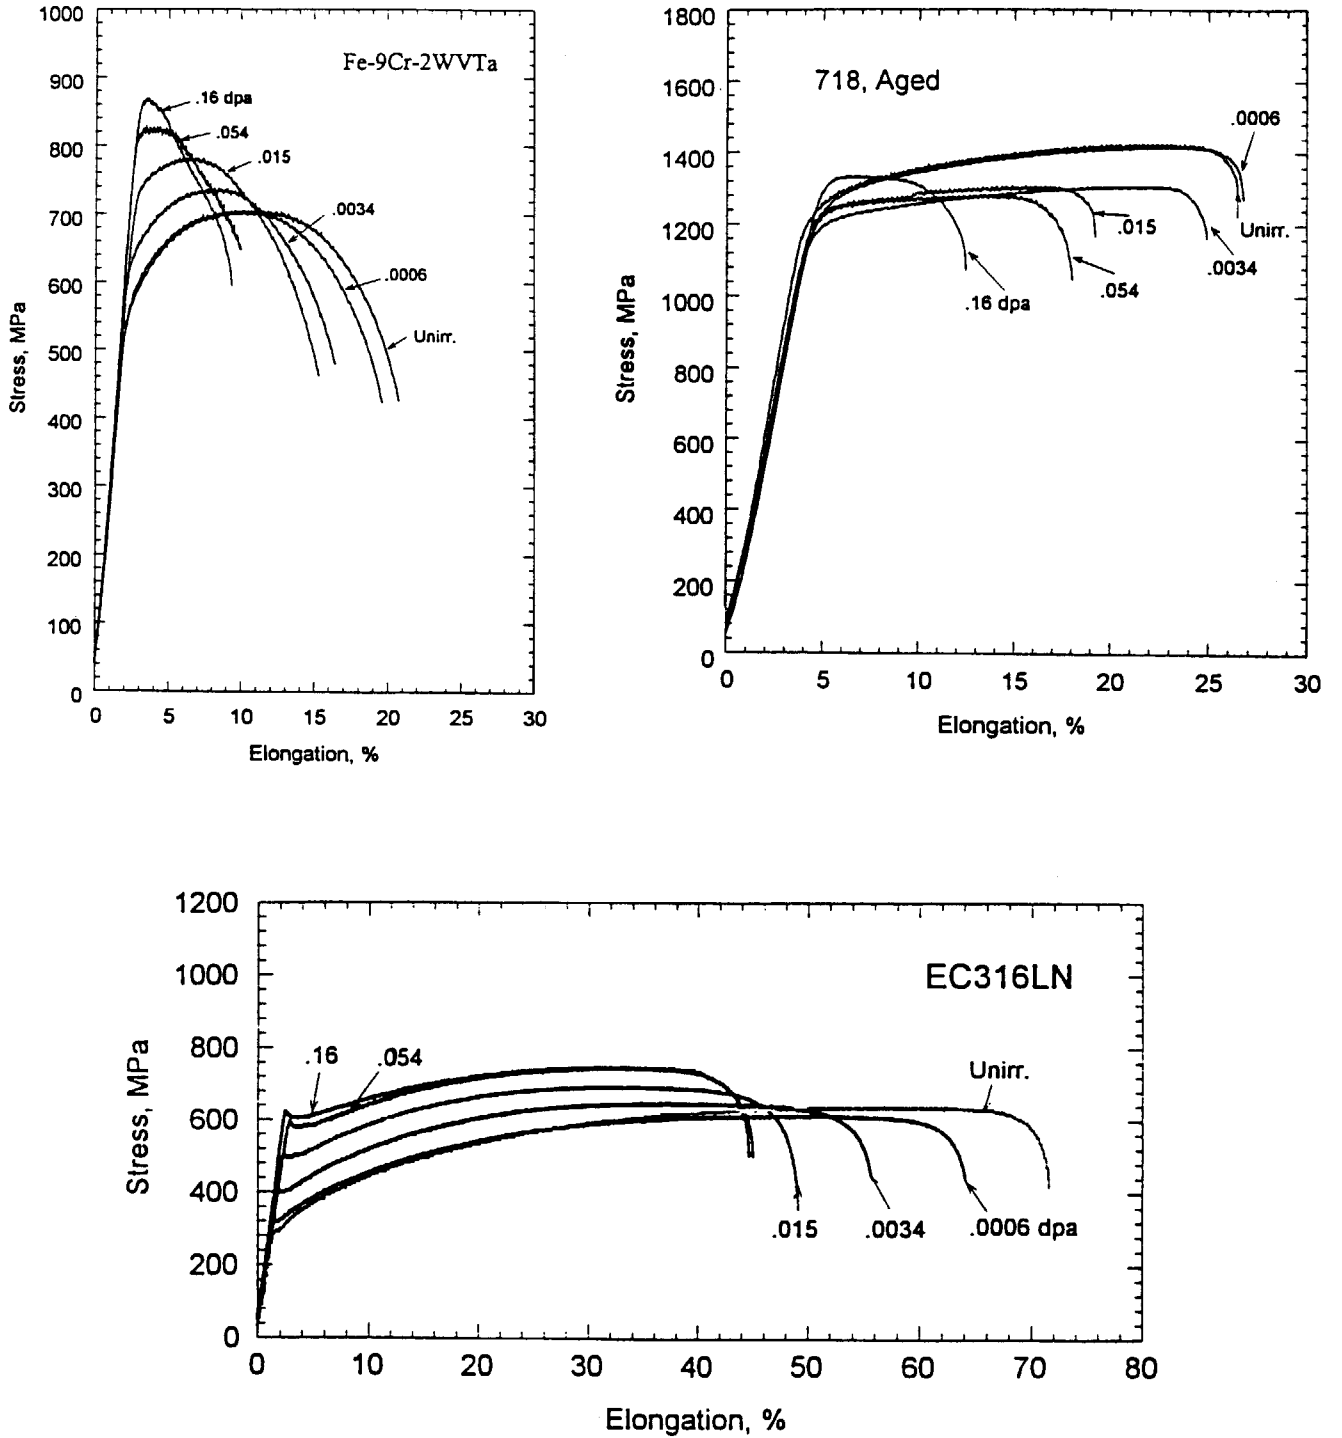 Fe-9Cr-2WVTa
1000
900
800
700
600
500
400
300
200
100
0
Stress, MPa
.16 dpa
.054
.015
.0034
.0006
Unirr.
0 5 10 15 20 25 30
Elongation, %
718, Aged
1800
1600
1400
1200
1000
800
600
400
200
0
Stress, MPa
.0006
Unirr.
.015
.0034
.054
.16 dpa
0 5 10 15 20 25 30
Elongation, %
EC316LN
1200
1000
800
600
400
200
0
Stress, MPa
.16
.054
Unirr.
.015
.0034
.0006 dpa
0 10 20 30 40 50 60 70 80
Elongation, %